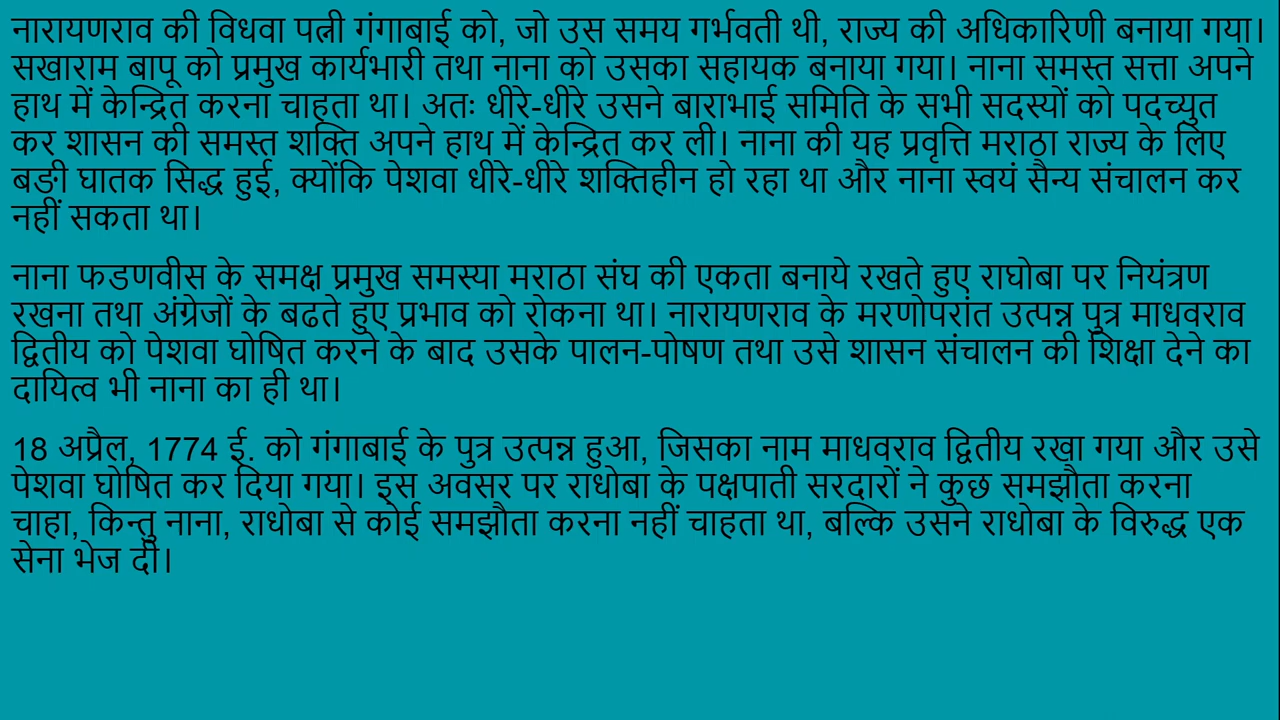 नारायणराव की विधवा पत्नी गंगाबाई को, जो उस समय गर्भवती थी, राज्य की अधिकारिणी बनाया गया।
सखाराम बापू को प्रमुख कार्यभारी तथा नाना को उसका सहायक बनाया गया। नाना समस्त सत्ता अपने
हाथ में केन्द्रित करना चाहता था। अतः धीरे-धीरे उसने बाराभाई समिति के सभी सदस्यों को पदच्युत
कर शासन की समस्त शक्ति अपने हाथ में केन्द्रित कर ली। नाना की यह प्रवृत्ति मराठा राज्य के लिए
बङी घातक सिद्ध हुई, क्योंकि पेशवा धीरे-धीरे शक्तिहीन हो रहा था और नाना स्वयं सैन्य संचालन कर
नहीं सकता था।
नाना फडणवीस के समक्ष प्रमुख समस्या मराठा संघ की एकता बनाये रखते हुए राघोबा पर नियंत्रण
रखना तथा अंग्रेजों के बढते हुए प्रभाव को रोकना था। नारायणराव के मरणोपरांत उत्पन्न पुत्र माधवराव
द्वितीय को पेशवा घोषित करने के बाद उसके पालन-पोषण तथा उसे शासन संचालन की शिक्षा देने का
दायित्व भी नाना का ही था।
18 अप्रैल, 1774 ई. को गंगाबाई के पुत्र उत्पन्न हुआ, जिसका नाम माधवराव द्वितीय रखा गया और उसे
पेशवा घोषित कर दिया गया। इस अवसर पर राधोबा के पक्षपाती सरदारों ने कुछ समझौता करना
चाहा, किन्तु नाना, राधोबा से कोई समझौता करना नहीं चाहता था, बल्कि उसने राधोबा के विरुद्ध एक
सेना भेज दी।